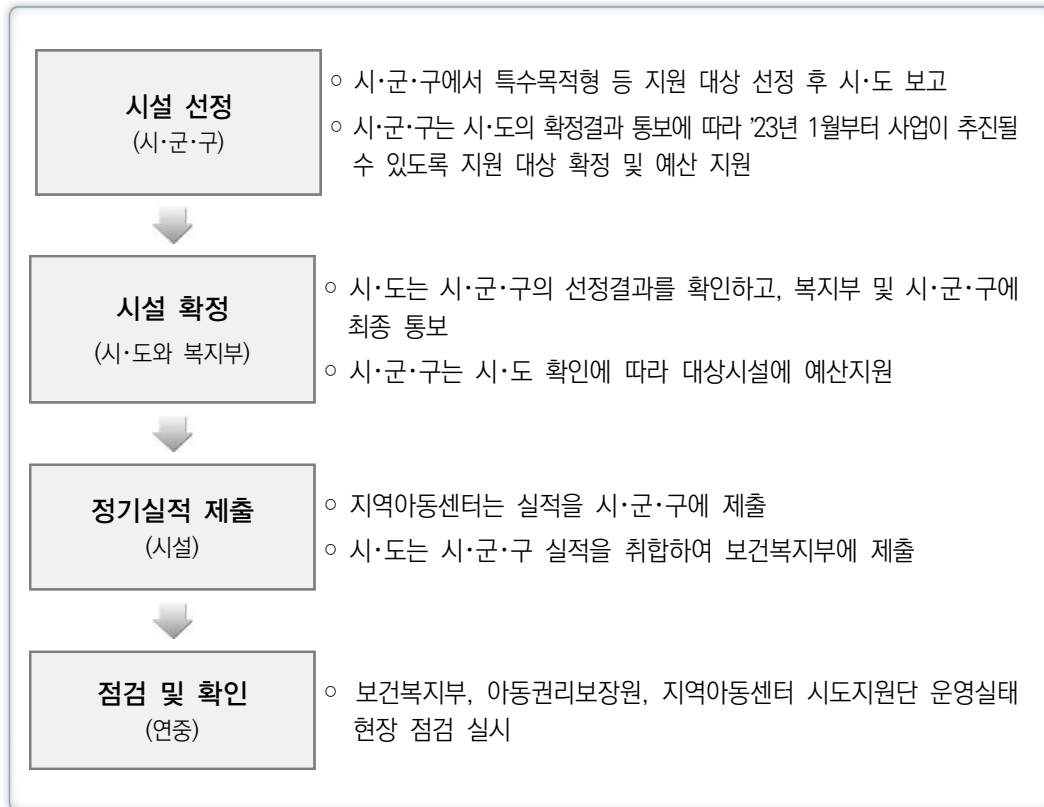 시설 선정
(시·군·구)
○ 시·군·구에서 특수목적형 등 지원 대상 선정 후 시·도 보고
○ 시·군·구는 시·도의 확정결과 통보에 따라 '23년 1월부터 사업이 추진될
수 있도록 지원 대상 확정 및 예산 지원
시설 확정
(시·도와 복지부)
○ 시·도는 시·군·구의 선정결과를 확인하고, 복지부 및 시·군·구에
최종 통보
○ 시·군·구는 시·도 확인에 따라 대상시설에 예산지원
정기실적 제출
(시설)
○ 지역아동센터는 실적을 시·군·구에 제출
○ 시·도는 시·군·구 실적을 취합하여 보건복지부에 제출
점검 및 확인
(연중)
○ 보건복지부, 아동권리보장원, 지역아동센터 시도지원단 운영실태
현장 점검 실시